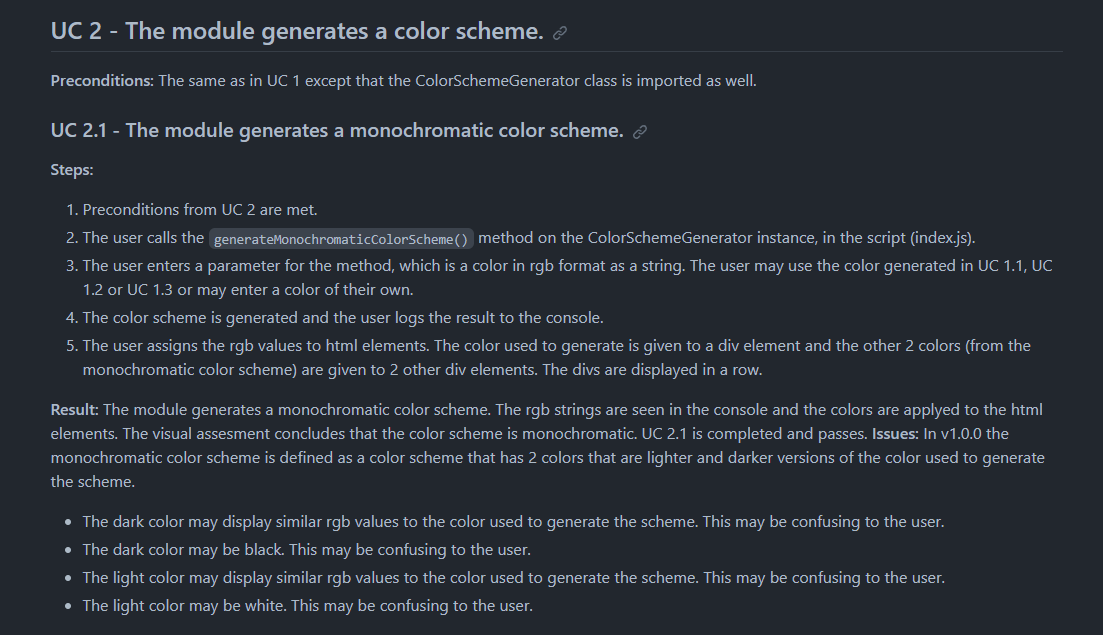 UC 2 - The module generates a color scheme.
Preconditions: The same as in UC 1 except that the ColorSchemeGenerator class is imported as well.
UC 2.1 - The module generates a monochromatic color scheme.
Steps:
1. Preconditions from UC 2 are met.
2. The user calls the generateMonochromaticColorScheme() method on the ColorSchemeGenerator instance, in the script (index.js).
3. The user enters a parameter for the method, which is a color in rgb format as a string. The user may use the color generated in UC 1.1, UC
1.2 or UC 1.3 or may enter a color of their own.
4. The color scheme is generated and the user logs the result to the console.
5. The user assigns the rgb values to html elements. The color used to generate is given to a div element and the other 2 colors (from the
monochromatic color scheme) are given to 2 other div elements. The divs are displayed in a row.
Result: The module generates a monochromatic color scheme. The rgb strings are seen in the console and the colors are applyed to the html
elements. The visual assesment concludes that the color scheme is monochromatic. UC 2.1 is completed and passes. Issues: In v1.0.0 the
monochromatic color scheme is defined as a color scheme that has 2 colors that are lighter and darker versions of the color used to generate
the scheme.
• The dark color may display similar rgb values to the color used to generate the scheme. This may be confusing to the user.
• The dark color may be black. This may be confusing to the user.
• The light color may display similar rgb values to the color used to generate the scheme. This may be confusing to the user.
• The light color may be white. This may be confusing to the user.